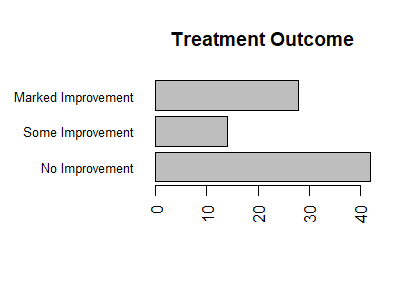 Treatment Outcome
Marked Improvement
Some Improvement
No Improvement
0 10 20 30 40